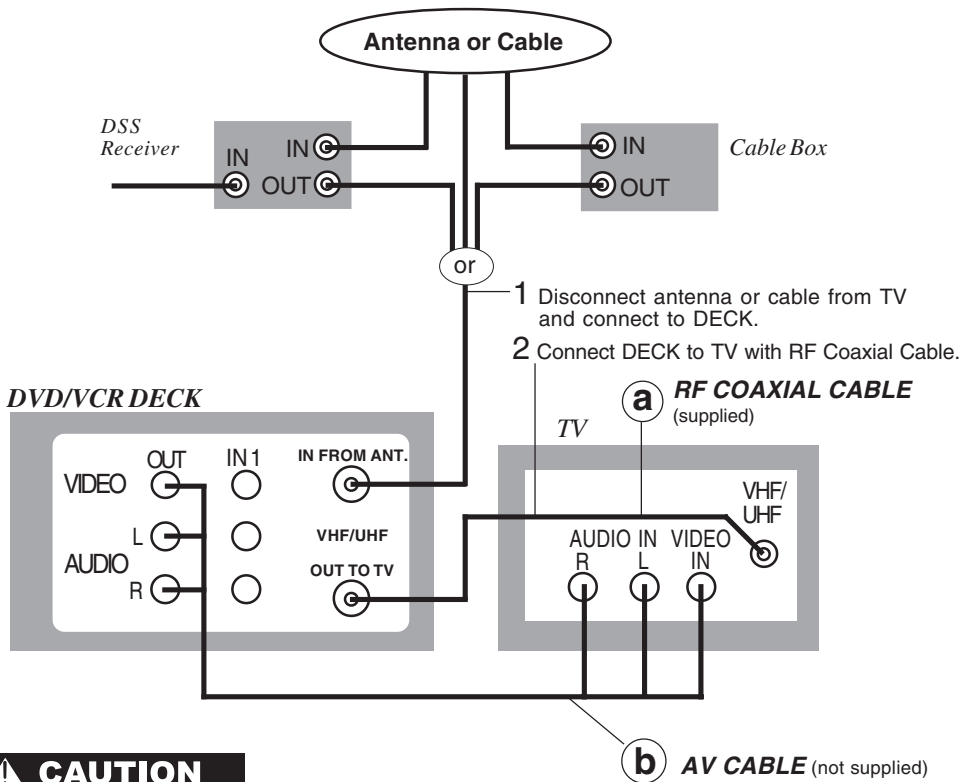 Antenna or Cable
DSS
Receiver
IN
IN
OUT
IN
OUT
Cable Box
or
1 Disconnect antenna or cable from TV
and connect to DECK.
2 Connect DECK to TV with RF Coaxial Cable.
a RF COAXIAL CABLE
(supplied)
DVD/VCR DECK
OUT
IN 1
IN FROM ANT.
VIDEO
L
AUDIO
R
VHF/UHF
OUT TO TV
TV
VHF/
UHF
AUDIO IN
R
L
VIDEO
IN
b AV CABLE (not supplied)
CAUTION